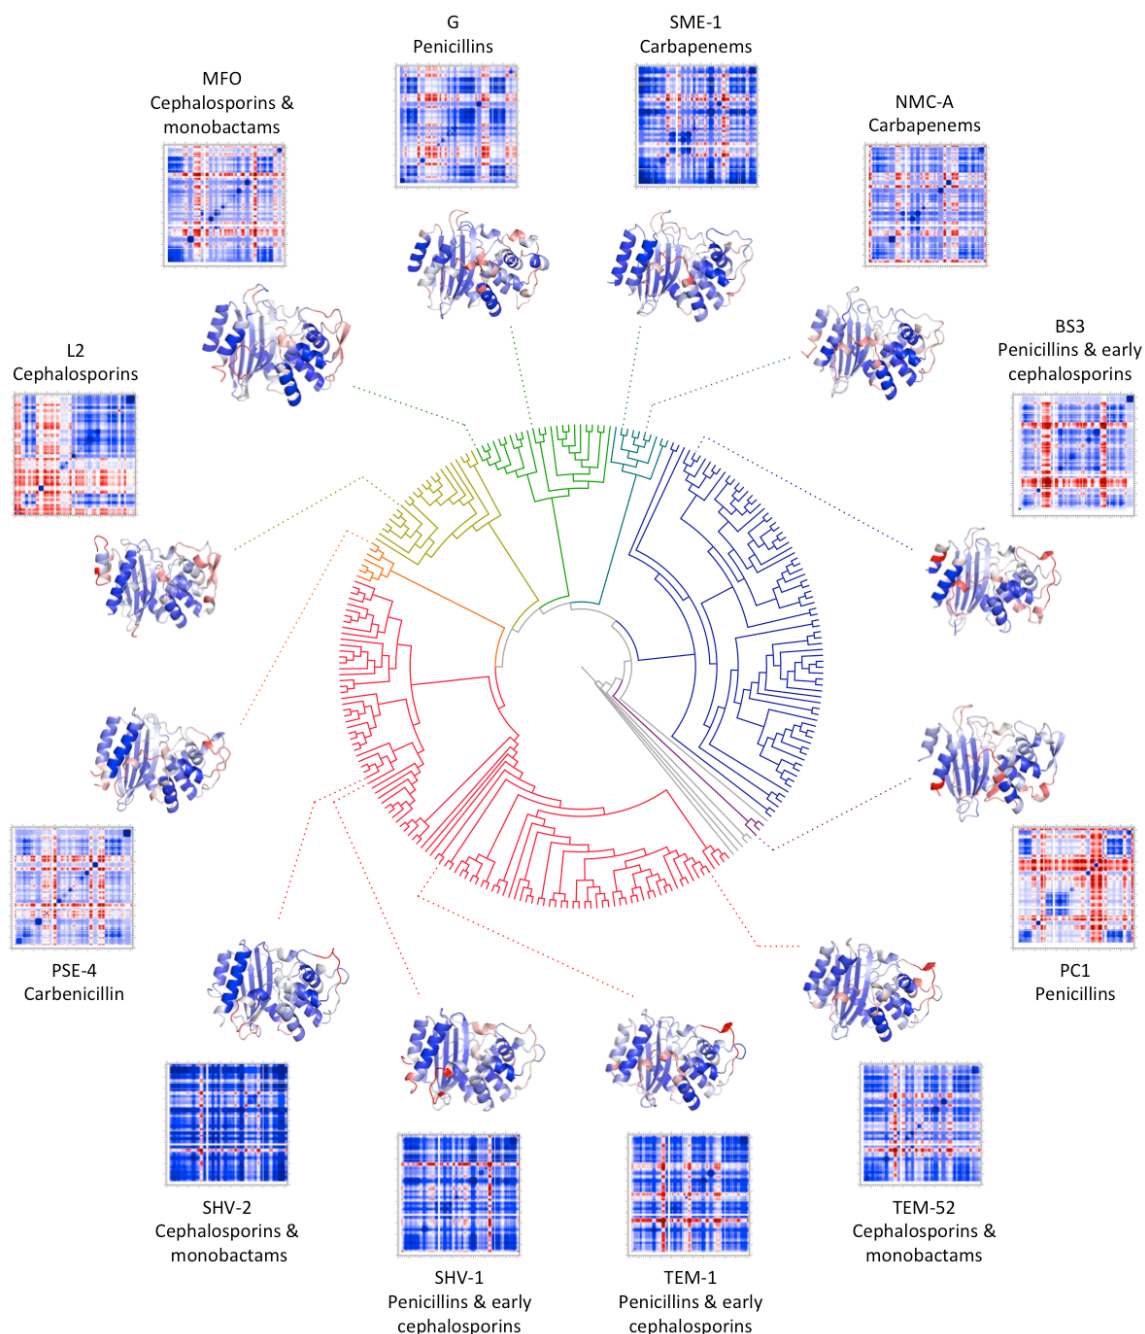 G
Penicillins
SME-1
Carbapenems
MFO
Cephalosporins &
monobactams
NMC-A
Carbapenems
BS3
Penicillins & early
cephalosporins
L2
Cephalosporins
PSE-4
Carbenicillin
PC1
Penicillins
SHV-2
Cephalosporins &
monobactams
TEM-52
Cephalosporins &
monobactams
SHV-1
Penicillins & early
cephalosporins
TEM-1
Penicillins & early
cephalosporins